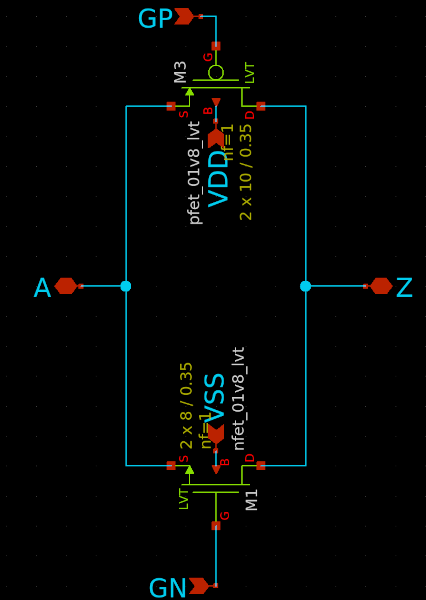 GP
G
M3
LVT
S
B
D
pfet_01v8_lvt
VDD
nf=1
2 x 10 / 0.35
A
Z
2 x 8 / 0.35
nf=1
VSS
nfet_01v8_lvt
S
B
D
LVT
M1
G
GN